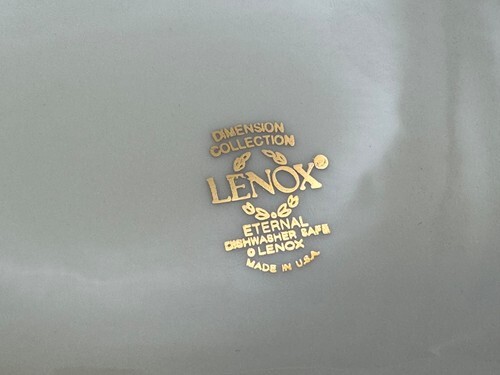 DIMENSION
COLLECTION
LENOX®
ETERNAL
DISHWASHER SAFE
© LENOX
MADE IN U.S.A.